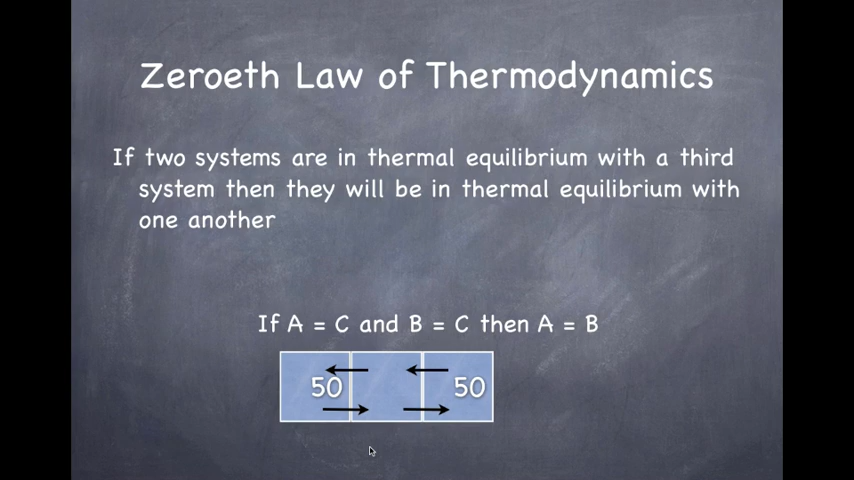 Zeroeth Law of Thermodynamics
If two systems are in thermal equilibrium with a third
system then they will be in thermal equilibrium with
one another
If A = C and B = C then A = B
50 50